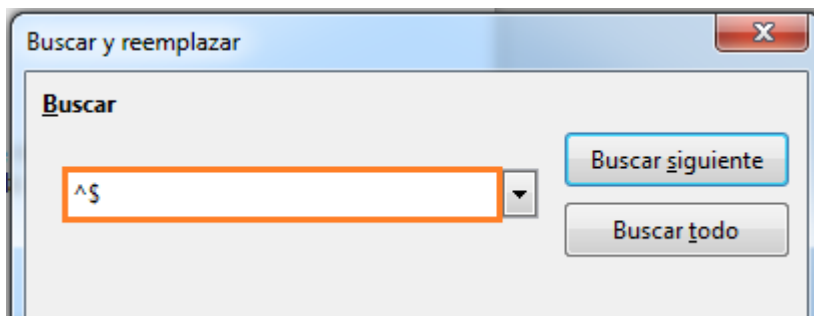 Buscar y reemplazar
Buscar
^$
Buscar siguiente
Buscar todo